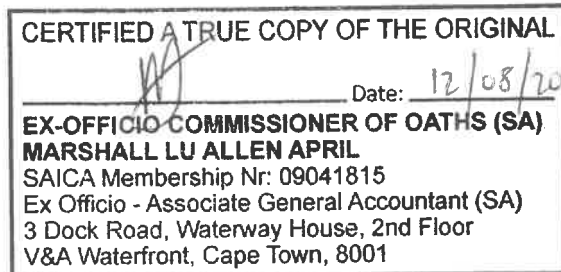 CERTIFIED A TRUE COPY OF THE ORIGINAL
Date: 12/08/20
EX-OFFICIO COMMISSIONER OF OATHS (SA)
MARSHALL LU ALLEN APRIL
SAICA Membership Nr: 09041815
Ex Officio - Associate General Accountant (SA)
3 Dock Road, Waterway House, 2nd Floor
V&A Waterfront, Cape Town, 8001